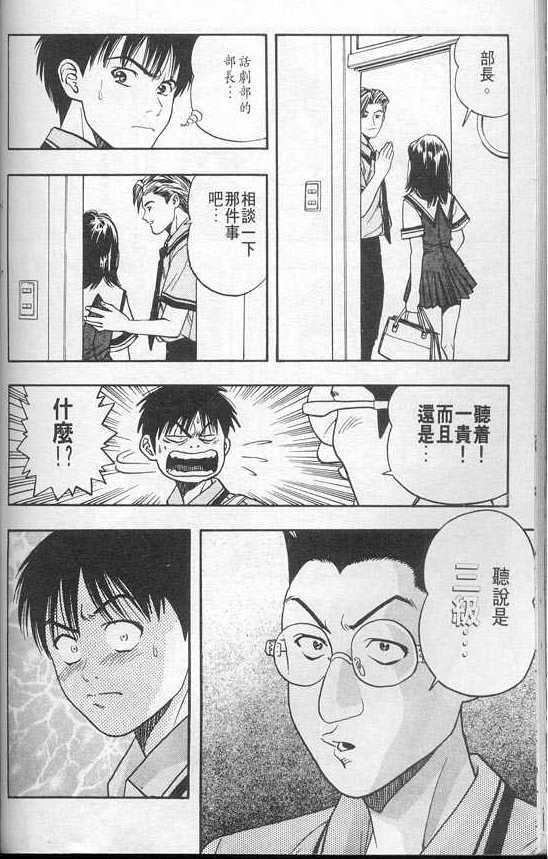 部長。
話劇部的
部長…
相談一下
那件事
吧…
聽着！
一貴！
而且
還是…
什麼!?
聽說是
三級…